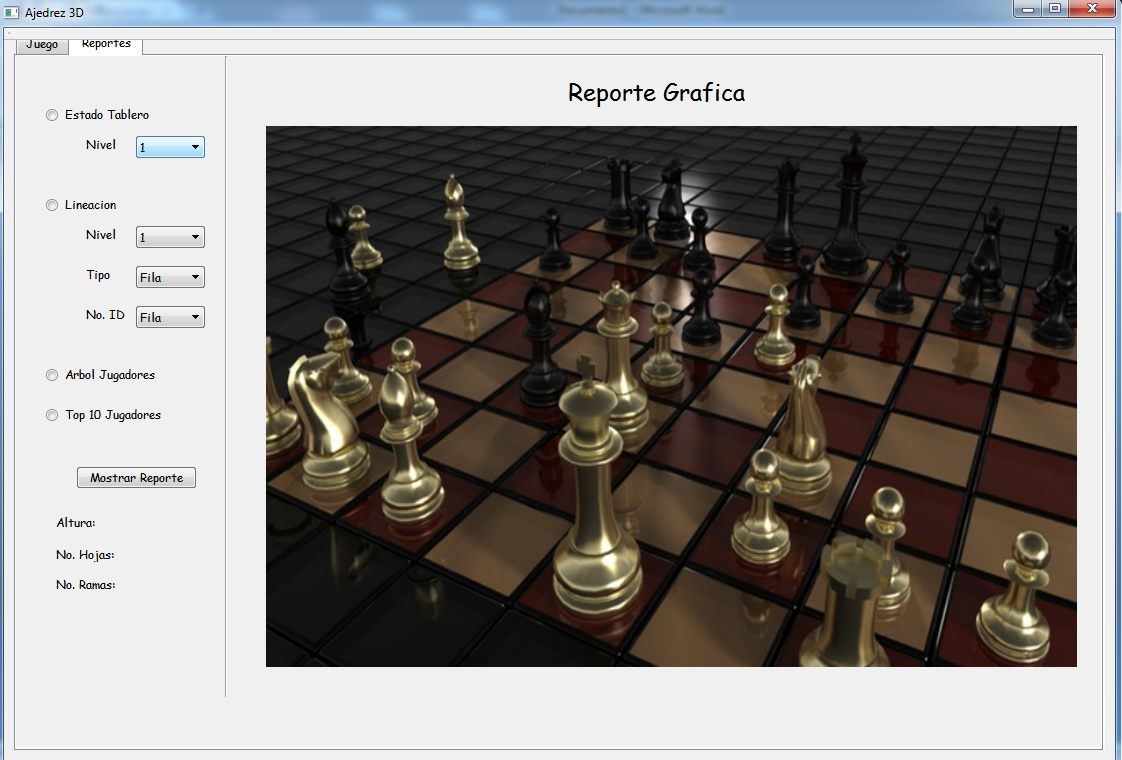 Ajedrez 3D
Juego
Reportes
Estado Tablero
Nivel
1
Lineacion
Nivel
1
Tipo
Fila
No. ID
Fila
Arbol Jugadores
Top 10 Jugadores
Mostrar Reporte
Altura:
No. Hojas:
No. Ramas:
Reporte Grafica